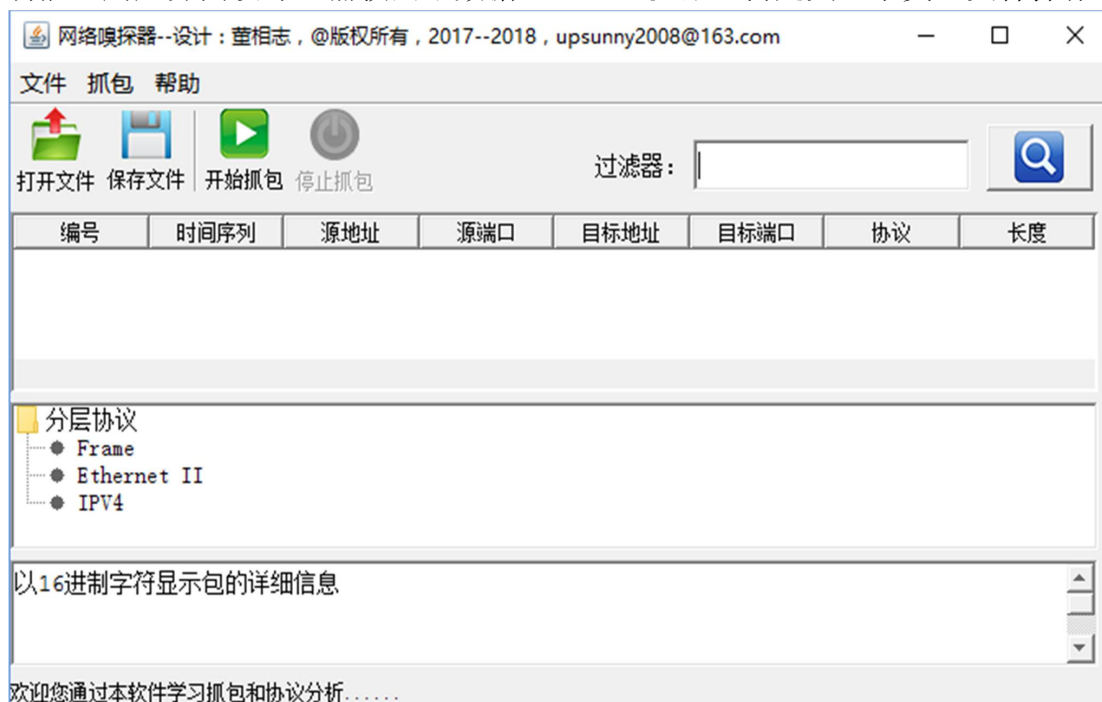 网络嗅探器--设计：董相志，@版权所有，2017--2018，upsunny2008@163.com
文件 抓包 帮助
打开文件 保存文件 开始抓包 停止抓包 过滤器：
编号 时间序列 源地址 源端口 目标地址 目标端口 协议 长度
分层协议
Frame
Ethernet II
IPV4
以16进制字符显示包的详细信息
欢迎您通过本软件学习抓包和协议分析......